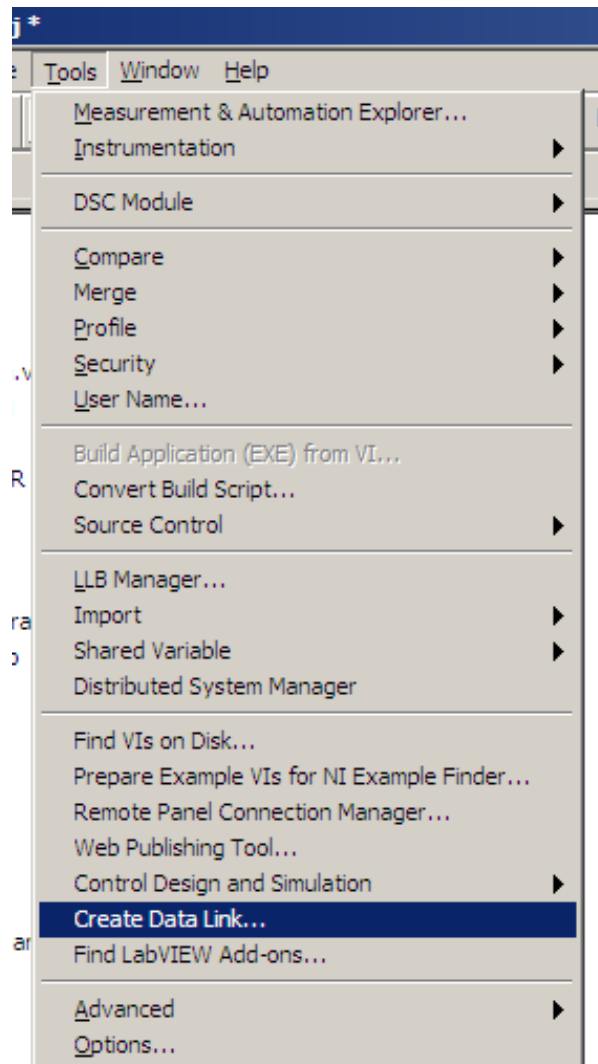 j *
Tools Window Help
Measurement & Automation Explorer...
Instrumentation
DSC Module
Compare
Merge
Profile
Security
User Name...
Build Application (EXE) from VI...
Convert Build Script...
Source Control
LLB Manager...
Import
Shared Variable
Distributed System Manager
Find VIs on Disk...
Prepare Example VIs for NI Example Finder...
Remote Panel Connection Manager...
Web Publishing Tool...
Control Design and Simulation
Create Data Link...
Find LabVIEW Add-ons...
Advanced
Options...
.v
R
ra
ar